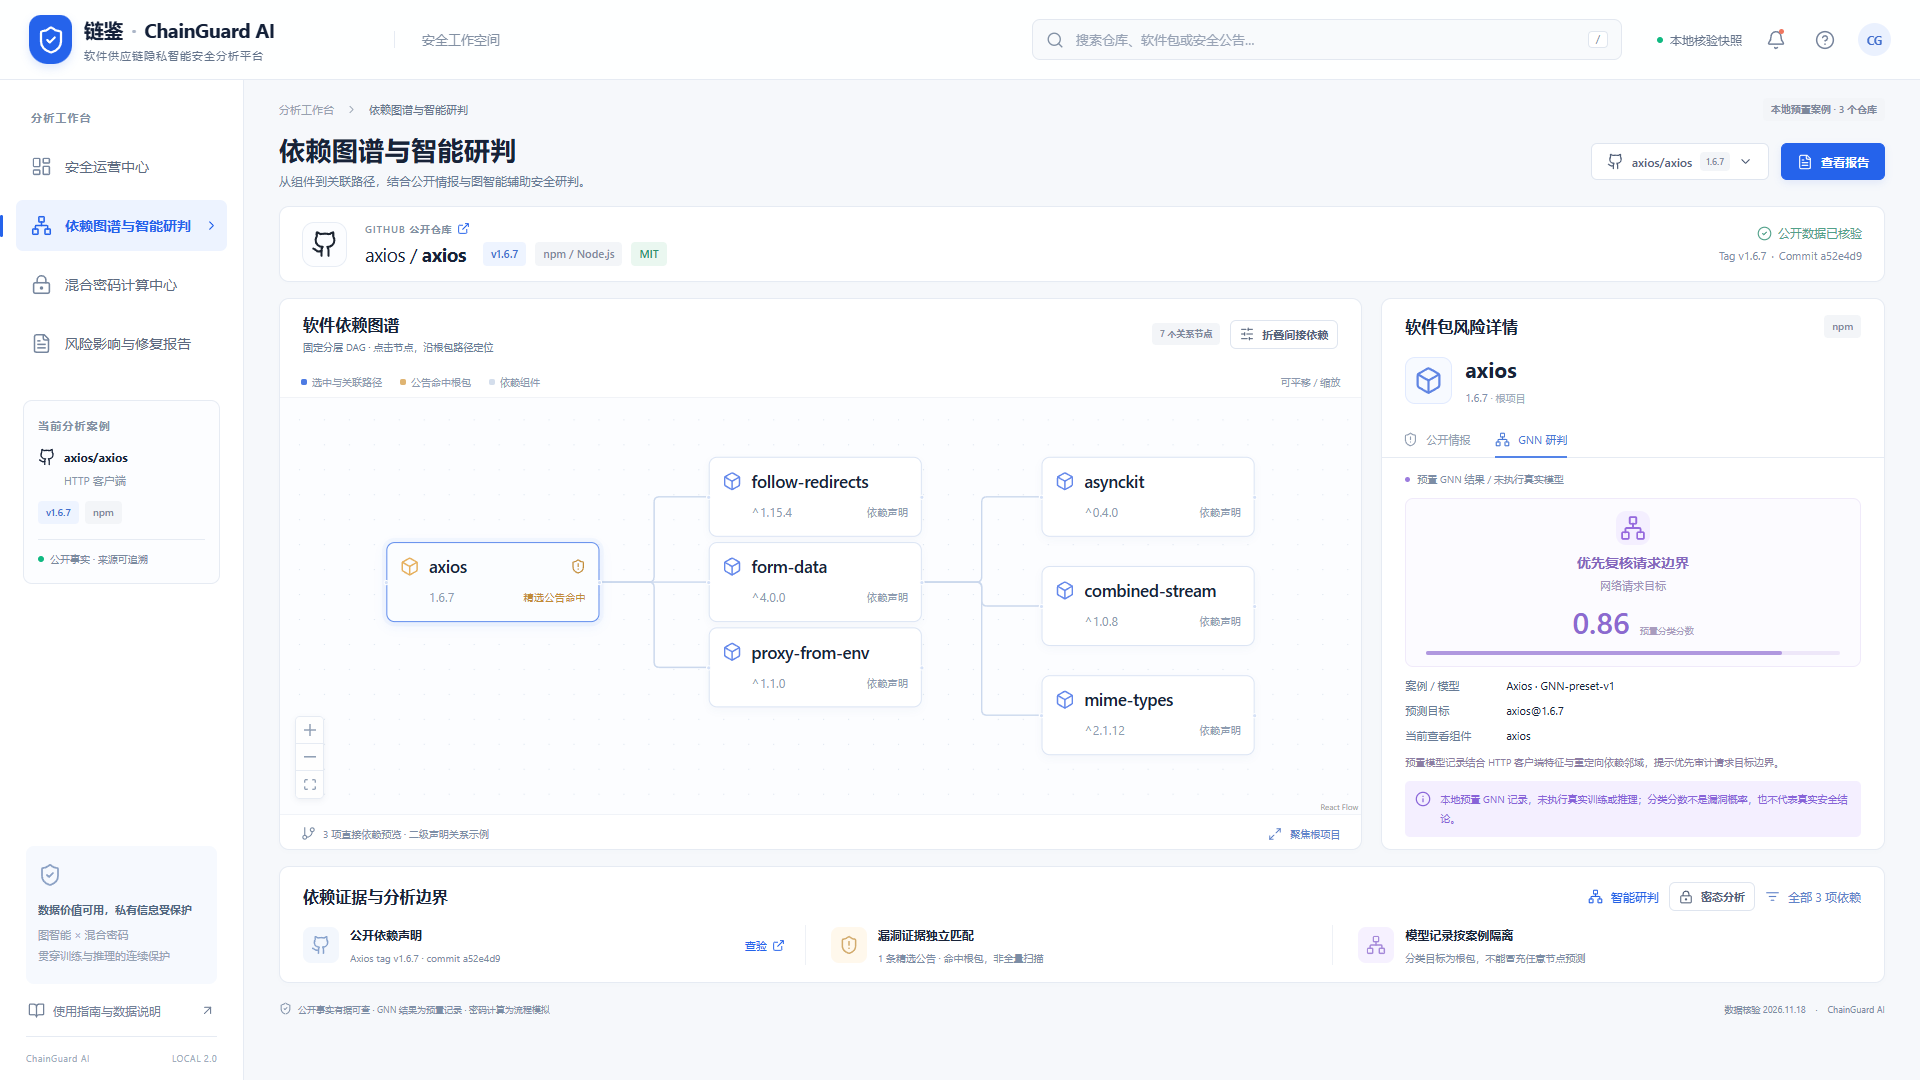 链鉴 · ChainGuard AI
软件供应链隐私智能安全分析平台
安全工作空间
搜索仓库、软件包或安全公告...
/
本地核验快照
CG
分析工作台
安全运营中心
依赖图谱与智能研判
混合密码计算中心
风险影响与修复报告
当前分析案例
axios/axios
HTTP 客户端
v1.6.7
npm
公开事实 · 来源可追溯
数据价值可用，私有信息受保护
图智能 × 混合密码
贯穿训练与推理的连续保护
使用指南与数据说明
ChainGuard AI
LOCAL 2.0
分析工作台 > 依赖图谱与智能研判
本地预置案例 · 3 个仓库
依赖图谱与智能研判
从组件到关联路径，结合公开情报与图智能辅助安全研判。
axios/axios 1.6.7
查看报告
GITHUB 公开仓库
axios / axios
v1.6.7
npm / Node.js
MIT
公开数据已核验
Tag v1.6.7 · Commit a52e4d9
软件依赖图谱
固定分层 DAG · 点击节点，沿根包路径定位
7 个关系节点
折叠间接依赖
选中与关联路径
公告命中根包
依赖组件
可平移 / 缩放
axios
1.6.7
精选公告命中
follow-redirects
^1.15.4
依赖声明
form-data
^4.0.0
依赖声明
proxy-from-env
^1.1.0
依赖声明
asynckit
^0.4.0
依赖声明
combined-stream
^1.0.8
依赖声明
mime-types
^2.1.12
依赖声明
React Flow
3 项直接依赖预览 · 二级声明关系示例
聚焦根项目
软件包风险详情
npm
axios
1.6.7 · 根项目
公开情报
GNN 研判
预置 GNN 结果 / 未执行真实模型
优先复核请求边界
网络请求目标
0.86 预置分类分数
案例 / 模型 Axios · GNN-preset-v1
预测目标 axios@1.6.7
当前查看组件 axios
预置模型记录结合 HTTP 客户端特征与重定向依赖邻域，提示优先审计请求目标边界。
本地预置 GNN 记录，未执行真实训练或推理；分类分数不是漏洞概率，也不代表真实安全结
论。
依赖证据与分析边界
智能研判
密态分析
全部 3 项依赖
公开依赖声明
Axios tag v1.6.7 · commit a52e4d9
查验
漏洞证据独立匹配
1 条精选公告 · 命中根包，非全量扫描
模型记录按案例隔离
分类目标为根包，不能冒充任意节点预测
公开事实有据可查 · GNN 结果为预置记录 · 密码计算为流程模拟
数据核验 2026.11.18 · ChainGuard AI